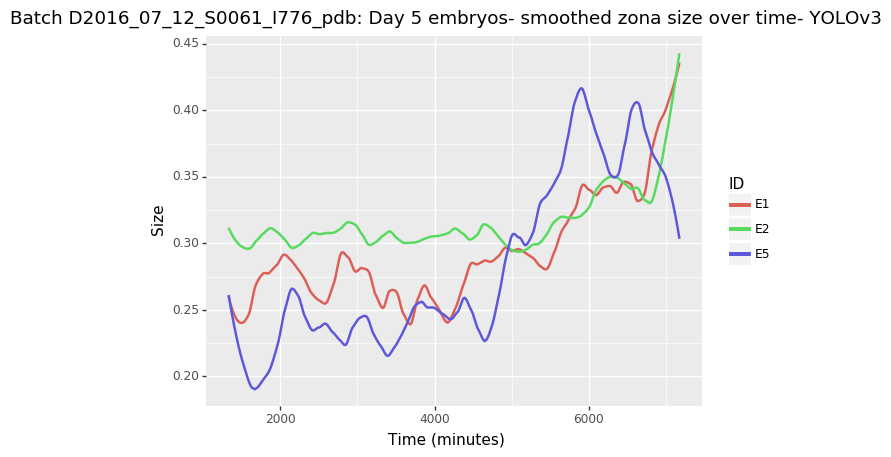 Batch D2016_07_12_S0061_I776_pdb: Day 5 embryos- smoothed zona size over time- YOLOv3
0.45
0.40
0.35
0.30
0.25
0.20
Size
2000
4000
6000
Time (minutes)
ID
E1
E2
E5